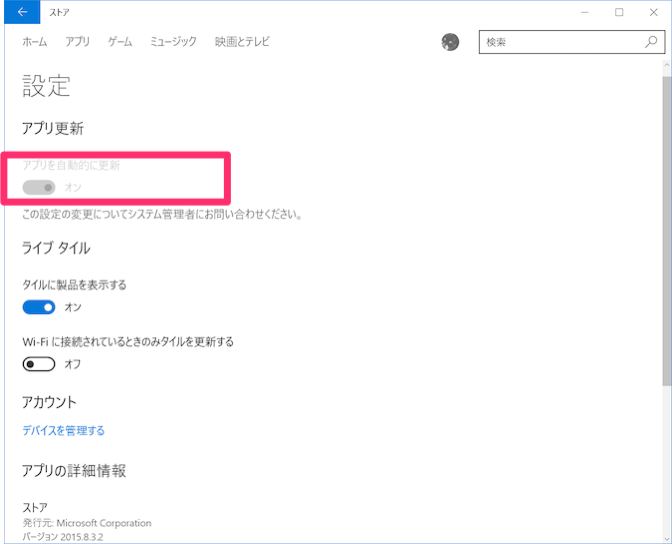 ストア
ホーム アプリ ゲーム ミュージック 映画とテレビ 検索
設定
アプリ更新
アプリを自動的に更新
オン
この設定の変更についてシステム管理者にお問い合わせください。
ライブ タイル
タイルに製品を表示する
オン
Wi-Fi に接続されているときのみタイルを更新する
オフ
アカウント
デバイスを管理する
アプリの詳細情報
ストア
発行元: Microsoft Corporation
バージョン 2015.8.3.2